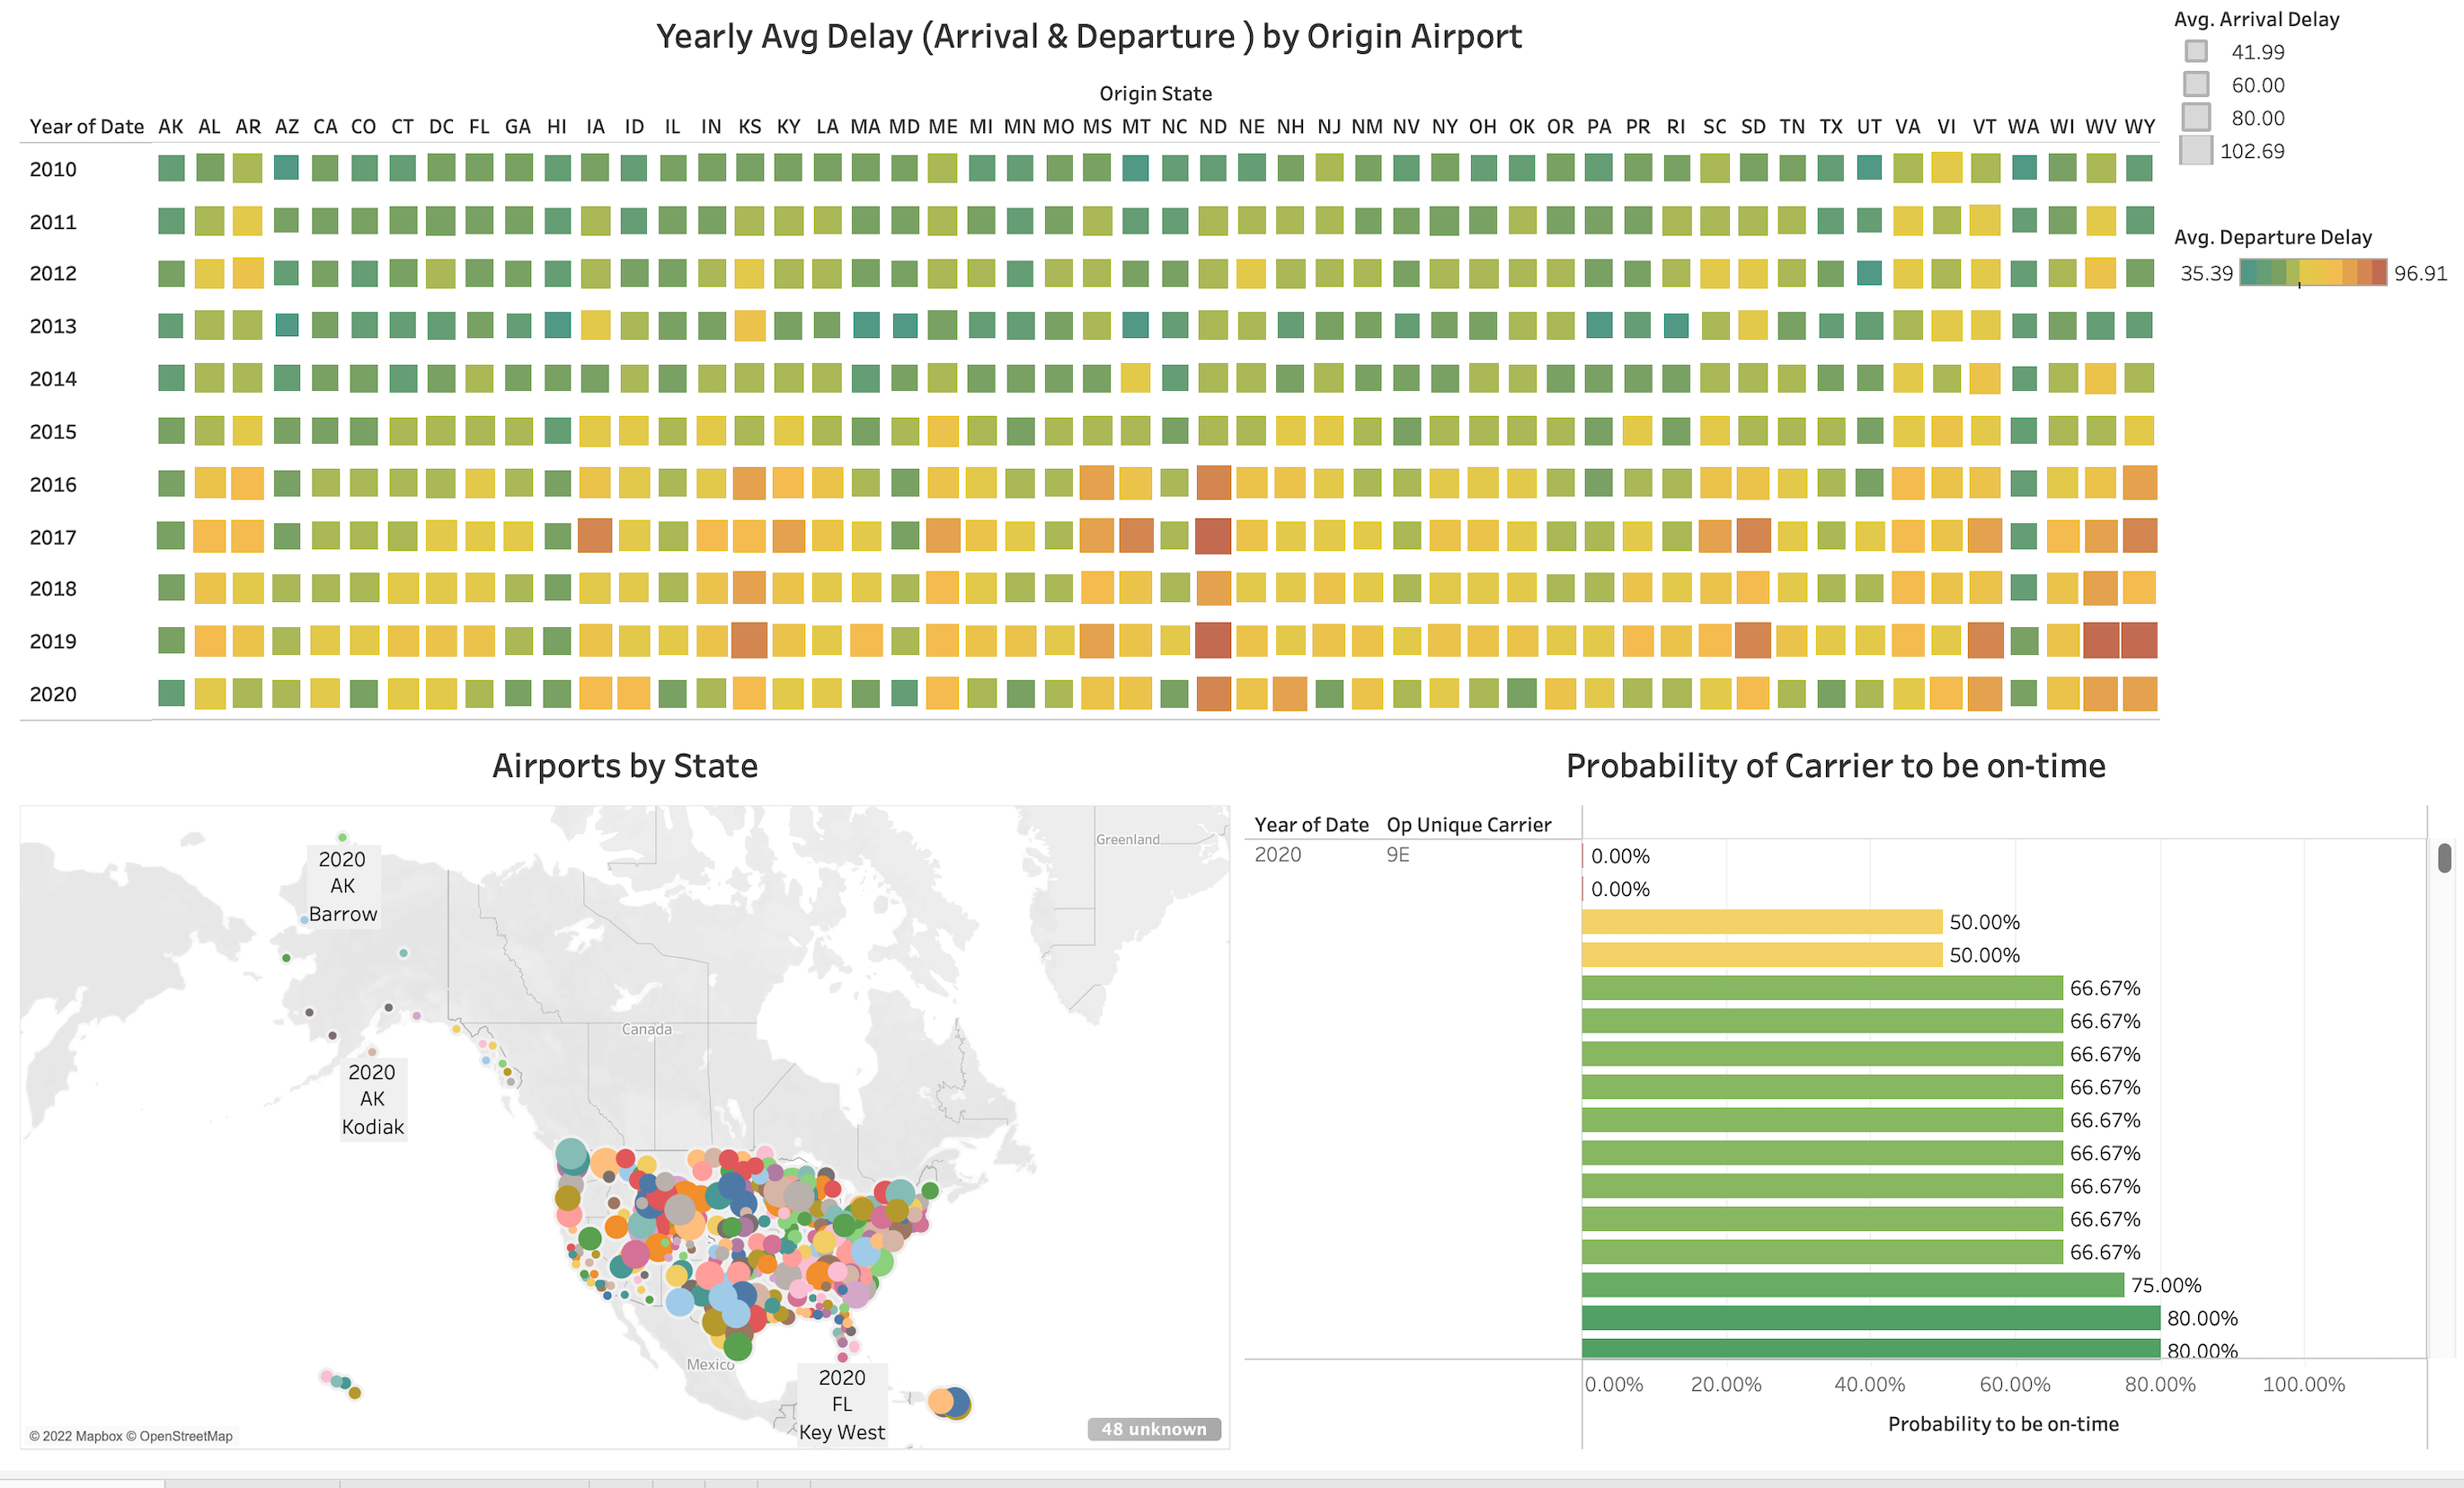 Yearly Avg Delay (Arrival & Departure ) by Origin Airport
Origin State
Year of Date AK AL AR AZ CA CO CT DC FL GA HI IA ID IL IN KS KY LA MA MD ME MI MN MO MS MT NC ND NE NH NJ NM NV NY OH OK OR PA PR RI SC SD TN TX UT VA VI VT WA WI WV WY
2010
2011
2012
2013
2014
2015
2016
2017
2018
2019
2020
Avg. Arrival Delay
41.99
60.00
80.00
102.69
Avg. Departure Delay
35.39 96.91
Airports by State
Greenland
2020
AK
Barrow
Canada
2020
AK
Kodiak
Mexico
2020
FL
Key West
48 unknown
© 2022 Mapbox © OpenStreetMap
Probability of Carrier to be on-time
Year of Date Op Unique Carrier
2020 9E
0.00%
0.00%
50.00%
50.00%
66.67%
66.67%
66.67%
66.67%
66.67%
66.67%
66.67%
66.67%
66.67%
75.00%
80.00%
80.00%
0.00% 20.00% 40.00% 60.00% 80.00% 100.00%
Probability to be on-time